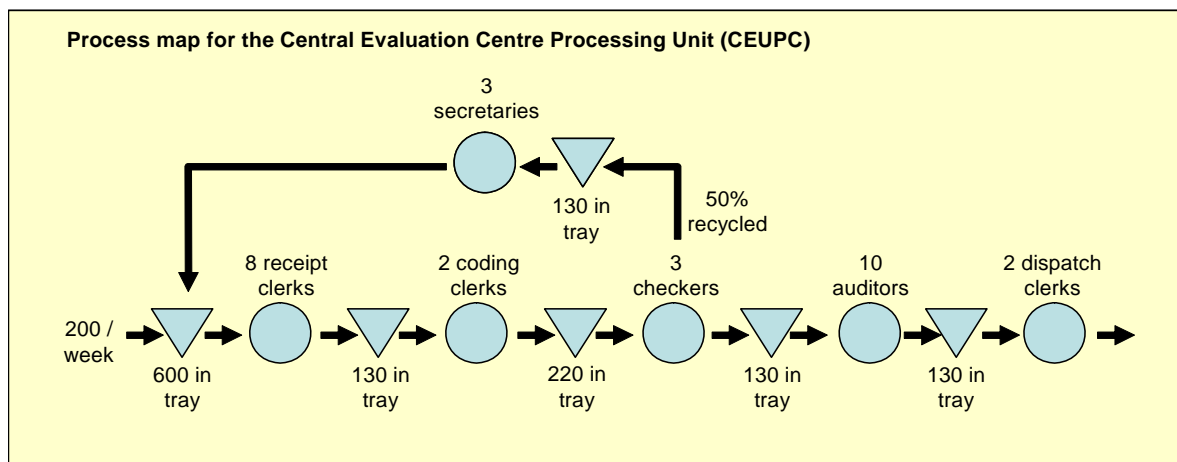 Process map for the Central Evaluation Centre Processing Unit (CEUPC)
3
secretaries
130 in
tray
50%
recycled
8 receipt
clerks
2 coding
clerks
3
checkers
10
auditors
2 dispatch
clerks
200 /
week
600 in
tray
130 in
tray
220 in
tray
130 in
tray
130 in
tray